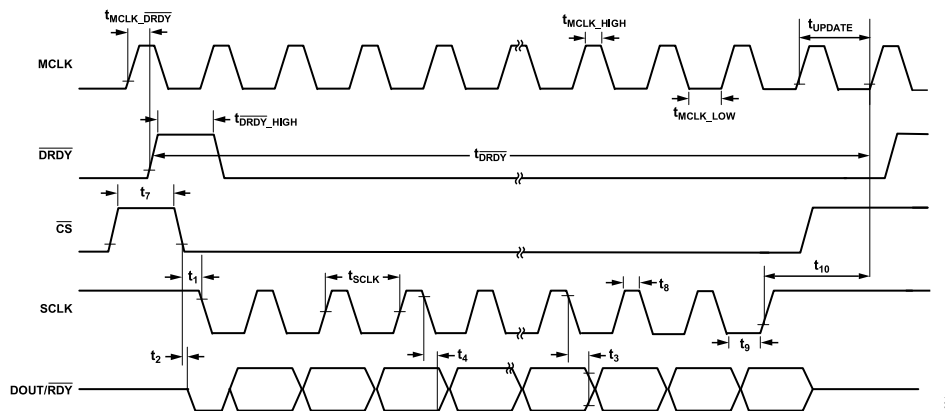 tMCLK_DRDY
tMCLK_HIGH
tUPDATE
MCLK
tMCLK_LOW
tDRDY_HIGH
DRDY
tDRDY
t7
CS
t1
tSCLK
t8
t10
SCLK
t2
t4
t3
t9
DOUT/RDY